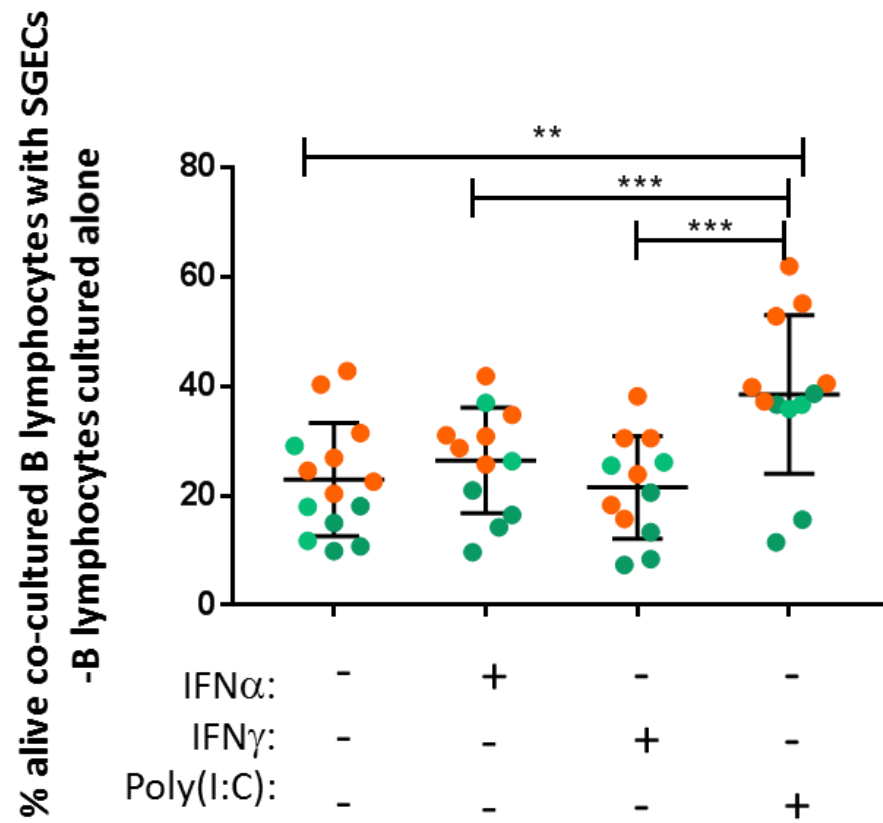 % alive co-cultured B lymphocytes with SGECs
-B lymphocytes cultured alone
**
***
***
80
60
40
20
0
IFNα: - + - -
IFNγ: - - + -
Poly(I:C): - - - +